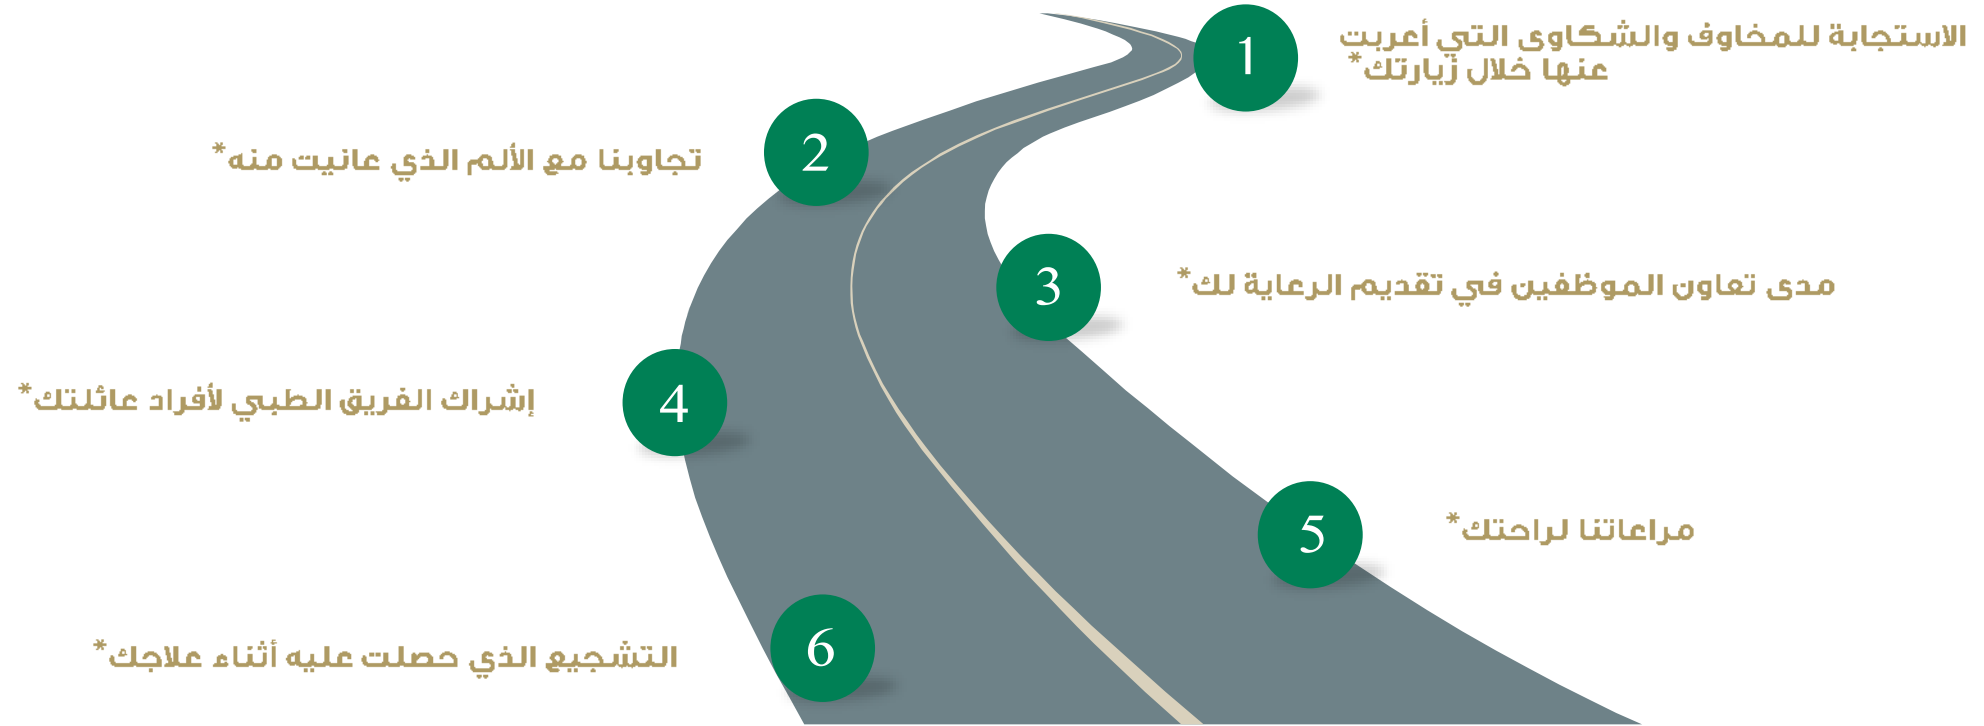 1
الاستجابة للمخاوف والشكاوى التي أعربت
عنها خلال زيارتك*
2
تجاوبنا مع الألم الذي عانيت منه*
3
مدى تعاون الموظفين في تقديم الرعاية لك*
4
إشراك الفريق الطبي لأفراد عائلتك*
5
مراعاتنا لراحتك*
6
التشجيع الذي حصلت عليه أثناء علاجك*